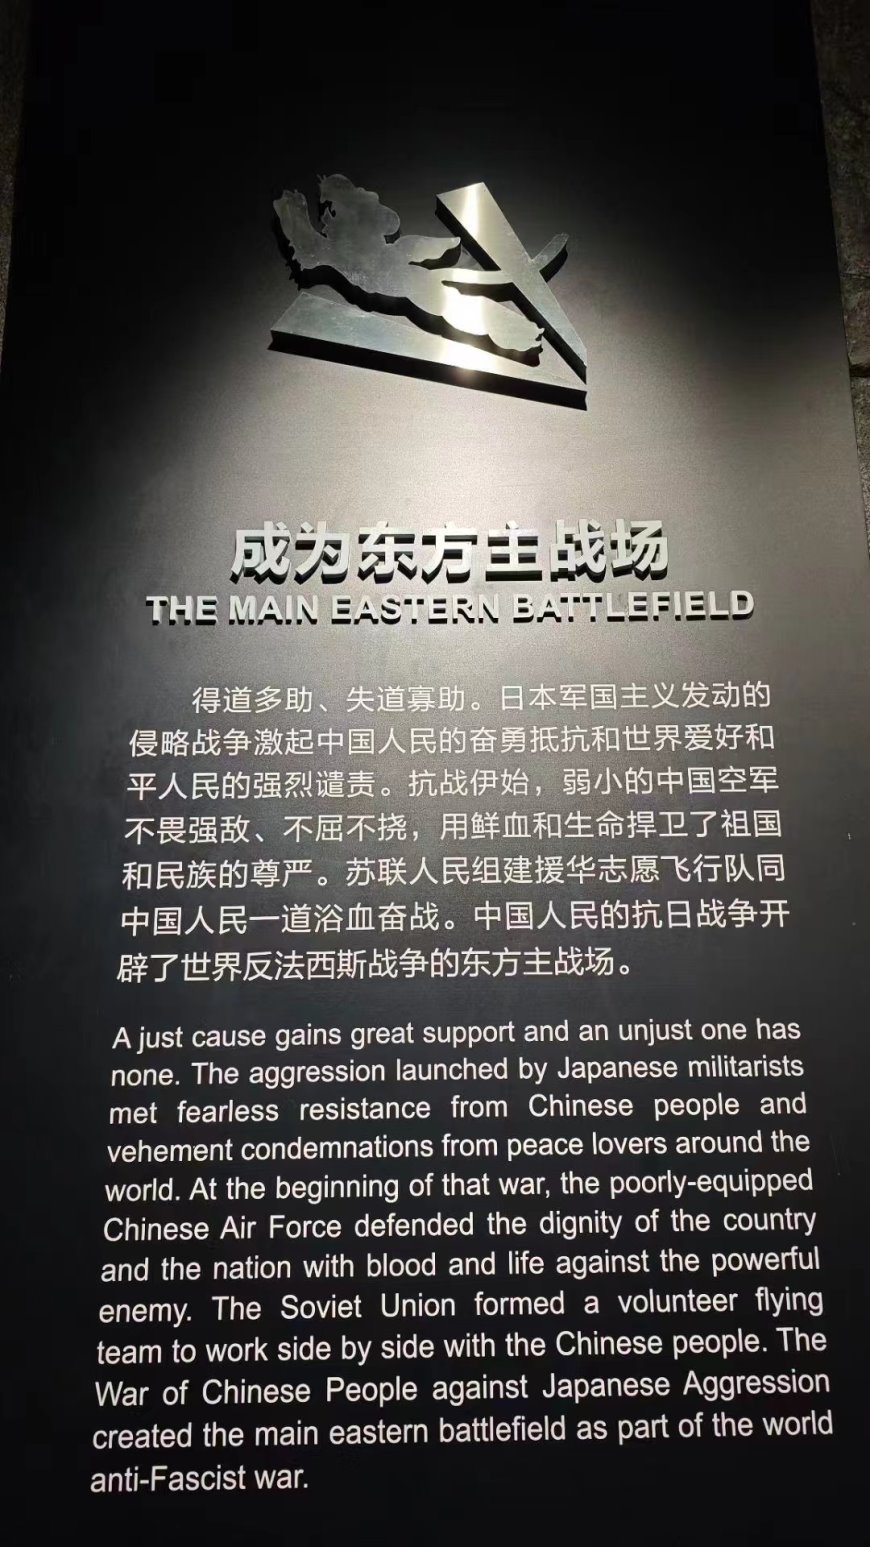 成为东方主战场
THE MAIN EASTERN BATTLEFIELD
得道多助、失道寡助。日本军国主义发动的
侵略战争激起中国人民的奋勇抵抗和世界爱好和
平人民的强烈谴责。抗战伊始，弱小的中国空军
不畏强敌、不屈不挠，用鲜血和生命捍卫了祖国
和民族的尊严。苏联人民组建援华志愿飞行队同
中国人民一道浴血奋战。中国人民的抗日战争开
辟了世界反法西斯战争的东方主战场。
A just cause gains great support and an unjust one has
none. The aggression launched by Japanese militarists
met fearless resistance from Chinese people and
vehement condemnations from peace lovers around the
world. At the beginning of that war, the poorly-equipped
Chinese Air Force defended the dignity of the country
and the nation with blood and life against the powerful
enemy. The Soviet Union formed a volunteer flying
team to work side by side with the Chinese people. The
War of Chinese People against Japanese Aggression
created the main eastern battlefield as part of the world
anti-Fascist war.